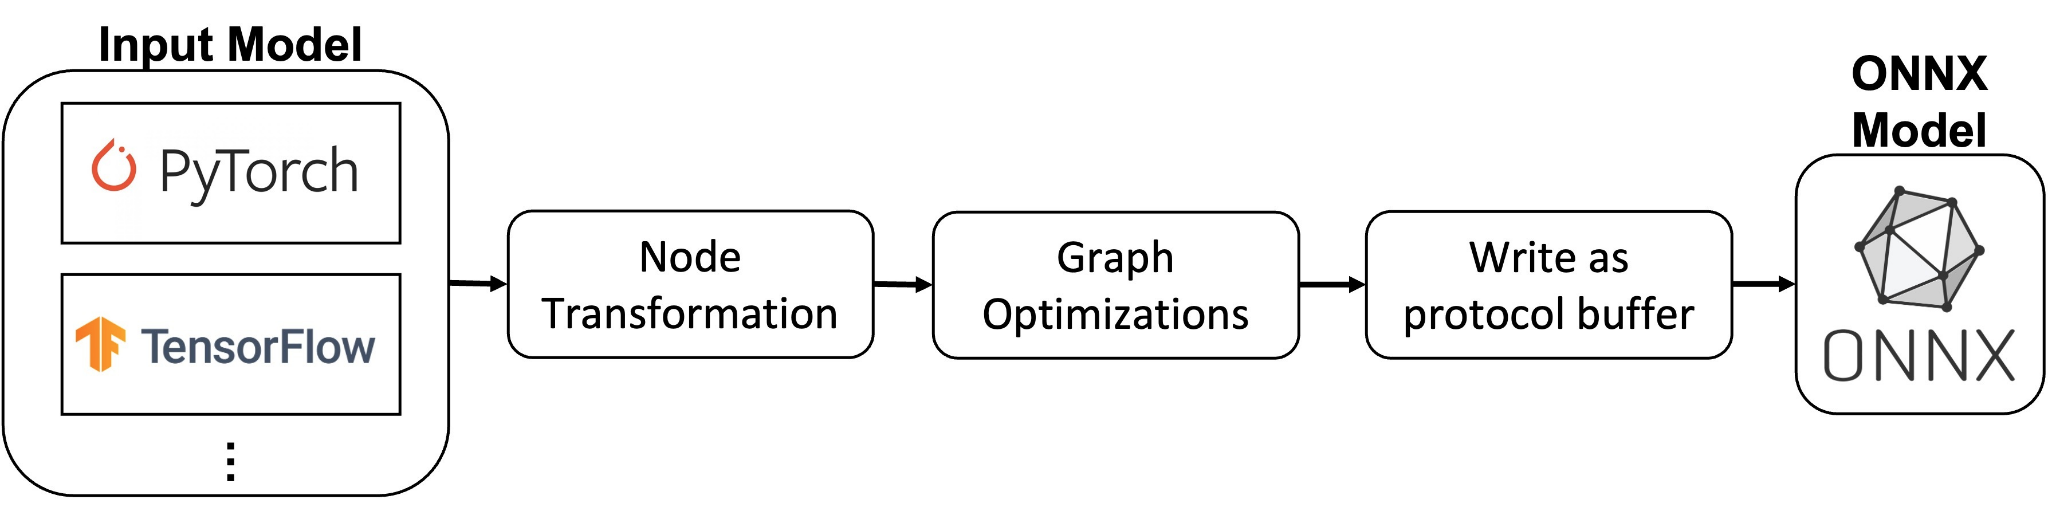 Input Model
PyTorch
TensorFlow
Node
Transformation
Graph
Optimizations
Write as
protocol buffer
ONNX
Model
ONNX